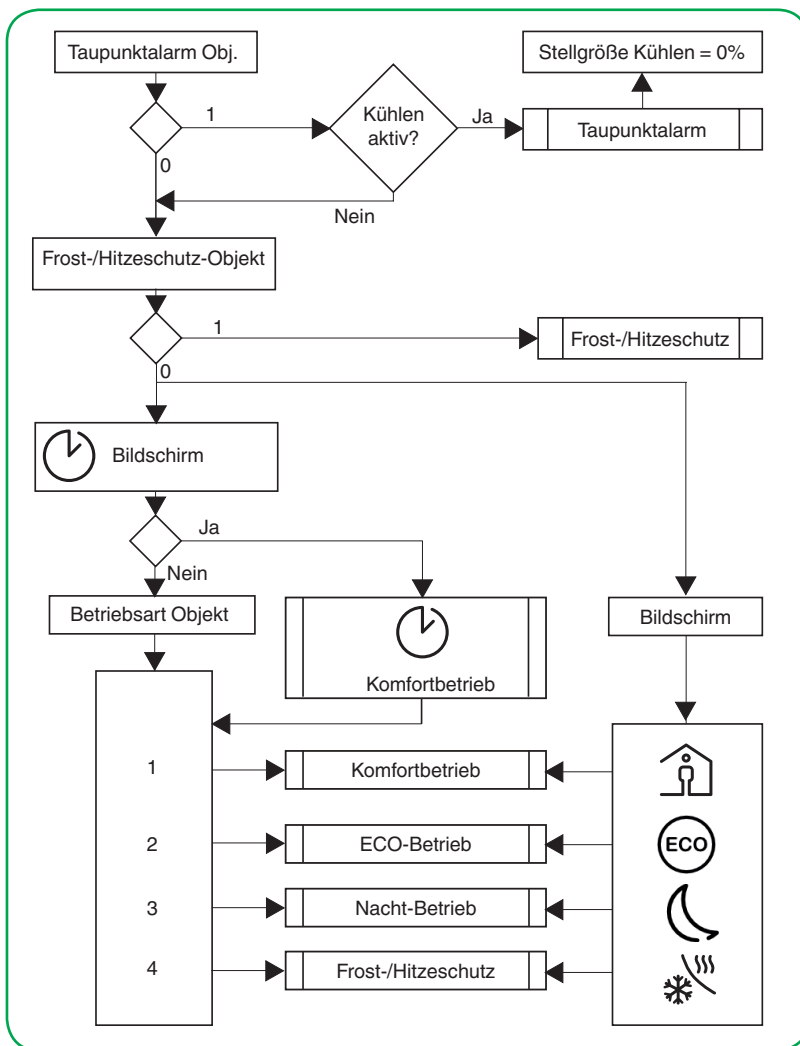 Taupunktalarm Obj.
Stellgröße Kühlen = 0%
1
Kühlen
aktiv?
Ja
Taupunktalarm
0
Nein
Frost-/Hitzeschutz-Objekt
1
Frost-/Hitzeschutz
0
Bildschirm
Ja
Nein
Betriebsart Objekt
Komfortbetrieb
Bildschirm
1
Komfortbetrieb
2
ECO-Betrieb
ECO
3
Nacht-Betrieb
4
Frost-/Hitzeschutz